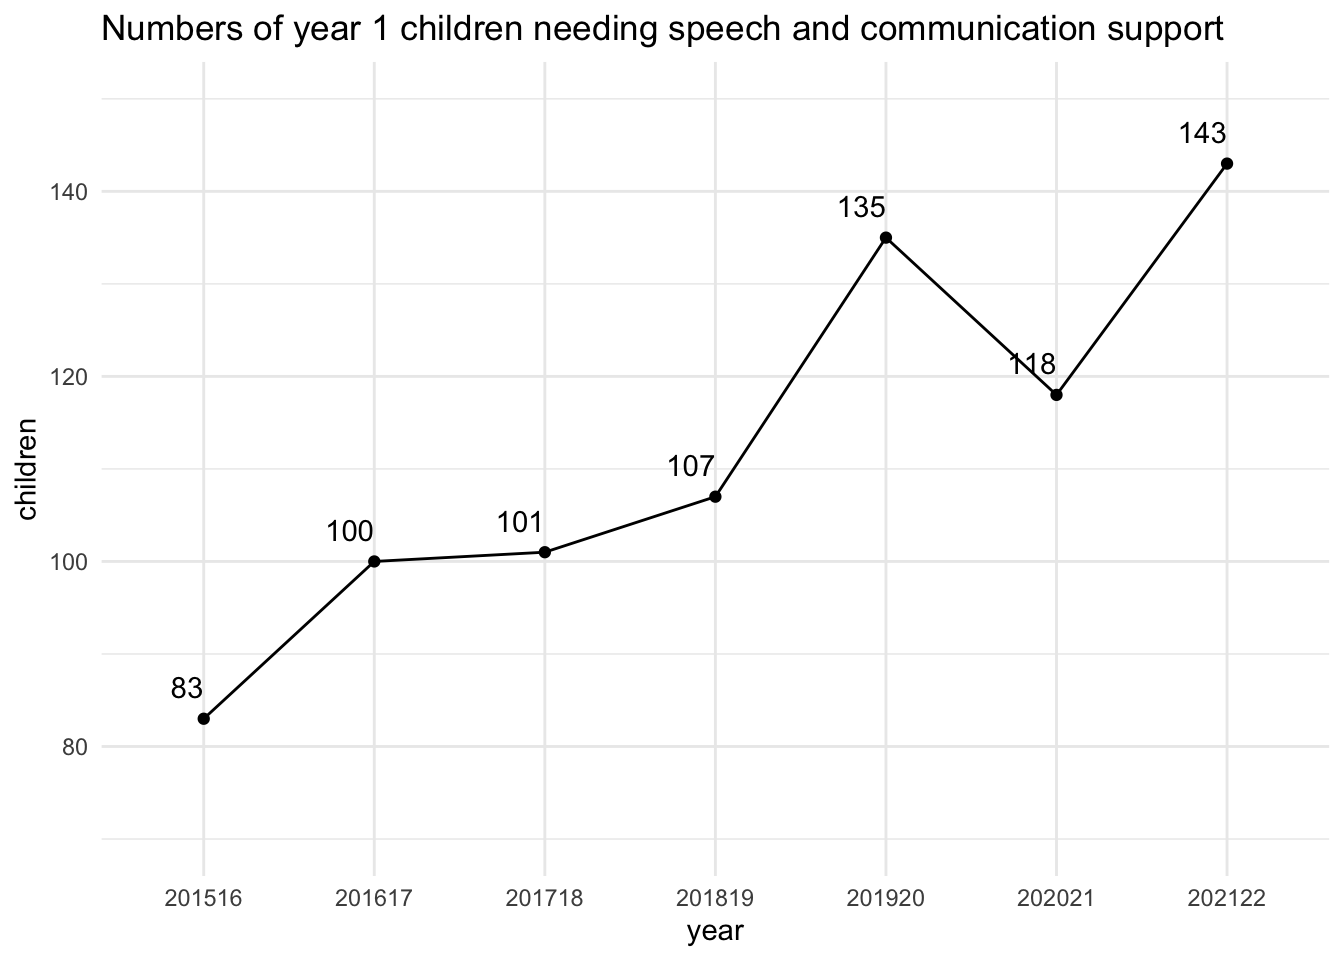 Numbers of year 1 children needing speech and communication support
143
140
135
118
120
children
107
101
100
100
83
80
201516 201617 201718 201819 201920 202021 202122
year